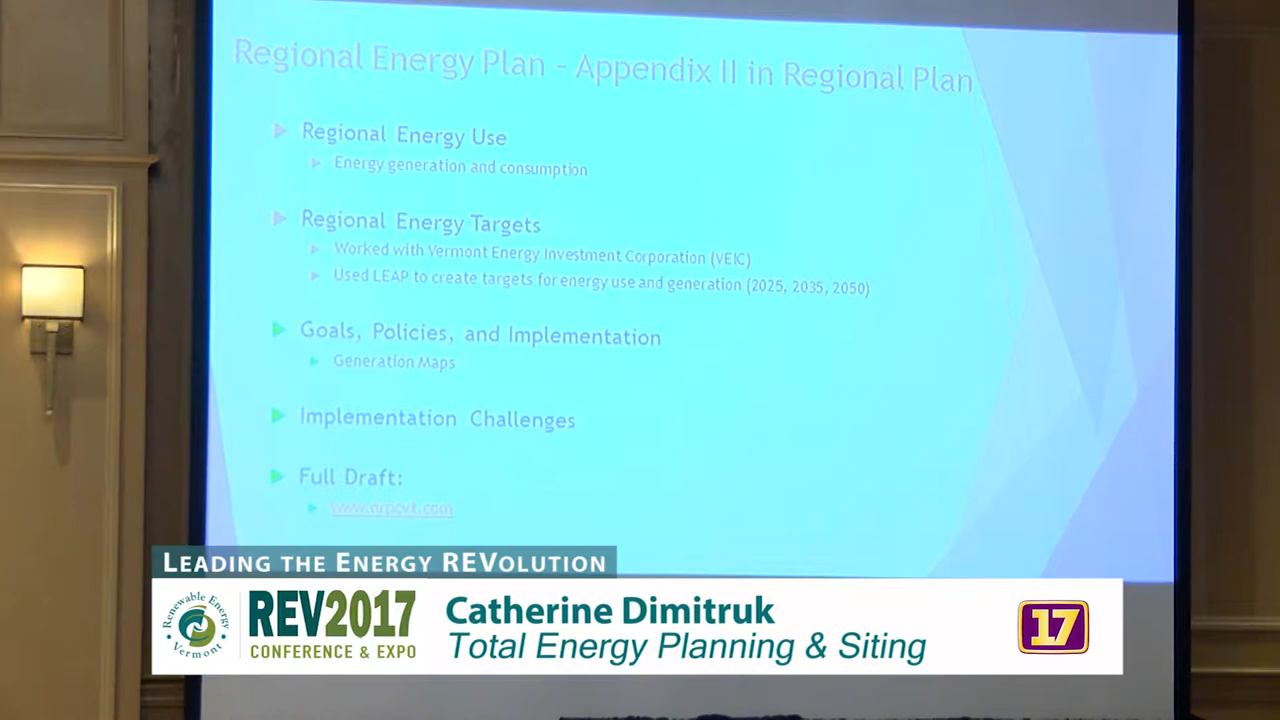 Regional Energy Plan - Appendix II in Regional Plan
Regional Energy Use
Energy generation and consumption
Regional Energy Targets
Worked with Vermont Energy Investment Corporation (VEIC)
Used LEAP to create targets for energy use and generation (2025, 2035, 2050)
Goals, Policies, and Implementation
Generation Maps
Implementation Challenges
Full Draft:
www.nrpcvt.com
LEADING THE ENERGY REVOLUTION
Renewable Energy
Vermont
REV2017
CONFERENCE & EXPO
Catherine Dimitruk
Total Energy Planning & Siting
17